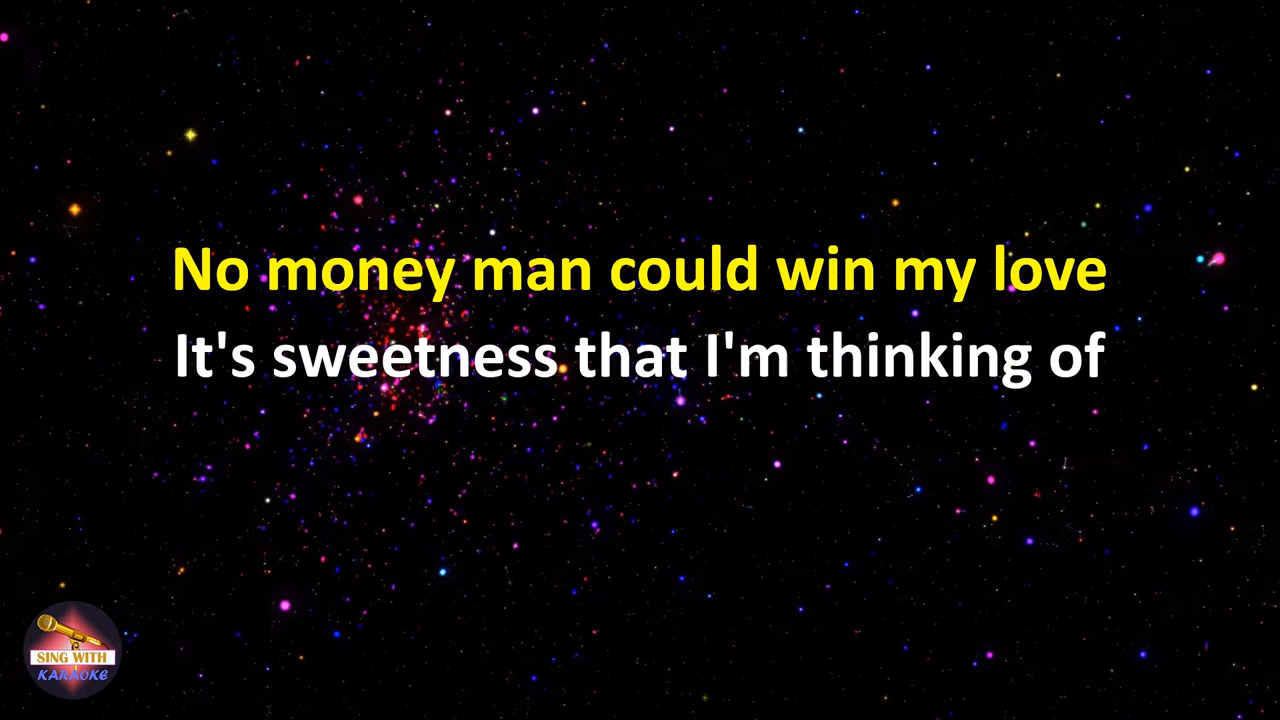 No money man could win my love
It's sweetness that I'm thinking of
SING WITH
KARAOKE